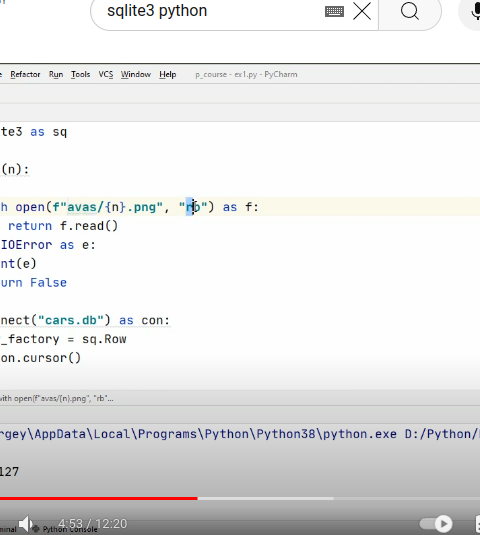 sqlite3 python
Refactor Run Tools VCS Window Help p_course - ex1.py - PyCharm
te3 as sq
(n):
h open(f"avas/{n}.png", "rb") as f:
return f.read()
IOError as e:
nt(e)
urn False
nect("cars.db") as con:
_factory = sq.Row
on.cursor()
with open(f"avas/{n}.png", "rb"...
rgey\AppData\Local\Programs\Python\Python38\python.exe D:/Python/
127
4:53 / 12:20
minal Python Console